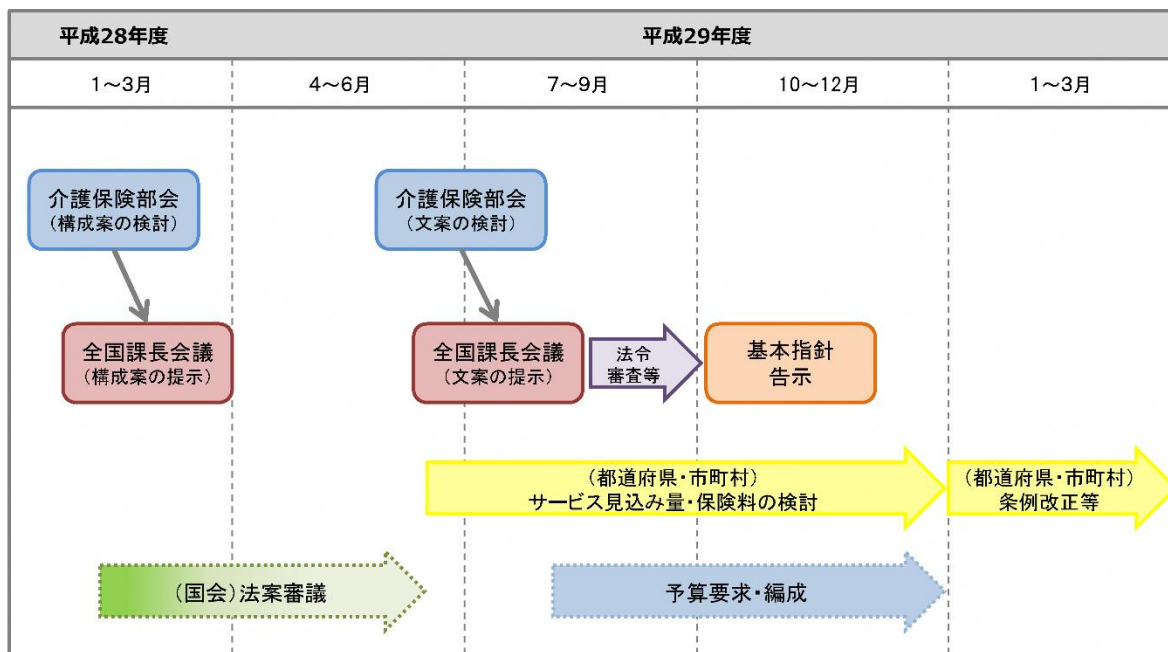 平成28年度
平成29年度
1～3月
4～6月
7～9月
10～12月
1～3月
介護保険部会
(構成案の検討)
介護保険部会
(文案の検討)
全国課長会議
(構成案の提示)
全国課長会議
(文案の提示)
法令
審査等
基本指針
告示
(都道府県・市町村)
サービス見込み量・保険料の検討
(都道府県・市町村)
条例改正等
(国会)法案審議
予算要求・編成